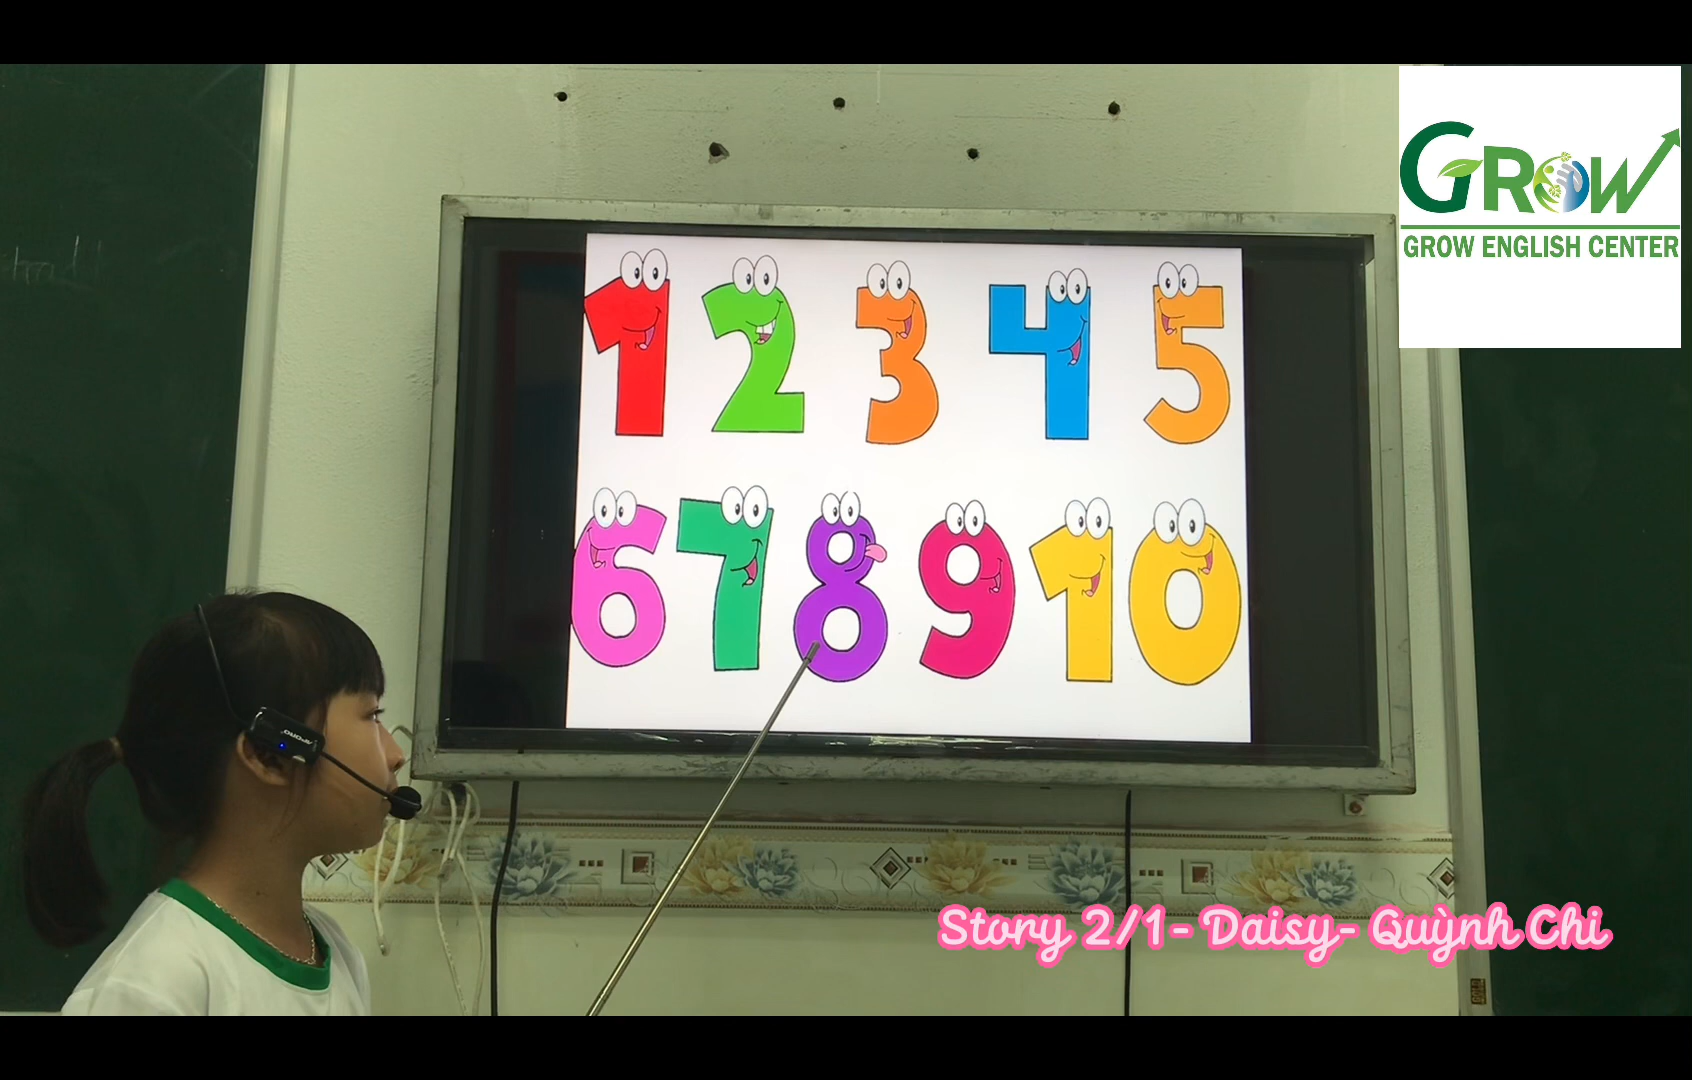 GROW
GROW ENGLISH CENTER
1 2 3 4 5
6 7 8 9 10
APORO
Story 2/1- Daisy- Quỳnh Chi